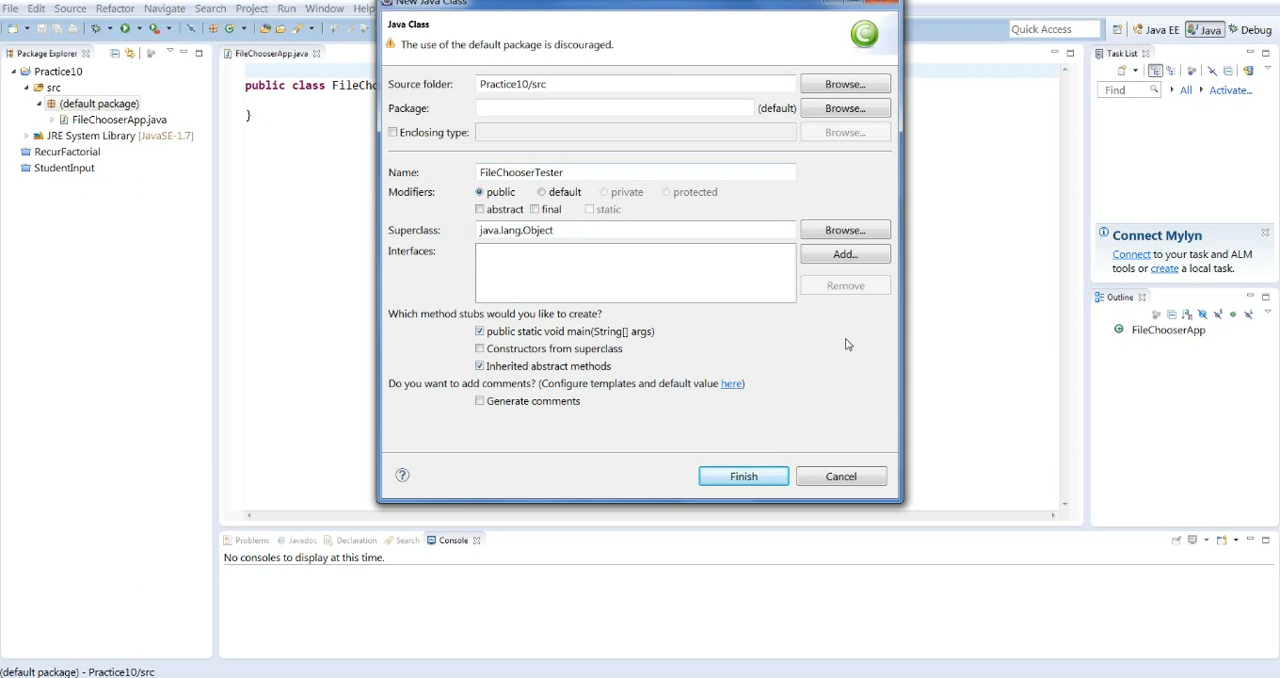 New Java Class
File Edit Source Refactor Navigate Search Project Run Window Help
Quick Access
Java EE
Java
Debug
Package Explorer
Practice10
src
(default package)
FileChooserApp.java
JRE System Library [JavaSE-1.7]
RecurFactorial
StudentInput
FileChooserApp.java
public class FileCho
}
Java Class
The use of the default package is discouraged.
Source folder: Practice10/src Browse...
Package: (default) Browse...
Enclosing type: Browse...
Name: FileChooserTester
Modifiers: public default private protected
abstract final static
Superclass: java.lang.Object Browse...
Interfaces: Add...
Remove
Which method stubs would you like to create?
public static void main(String[] args)
Constructors from superclass
Inherited abstract methods
Do you want to add comments? (Configure templates and default value here)
Generate comments
Finish Cancel
Task List
Find All Activate...
Connect Mylyn
Connect to your task and ALM
tools or create a local task.
Outline
FileChooserApp
Problems Javadoc Declaration Search Console
No consoles to display at this time.
(default package) - Practice10/src